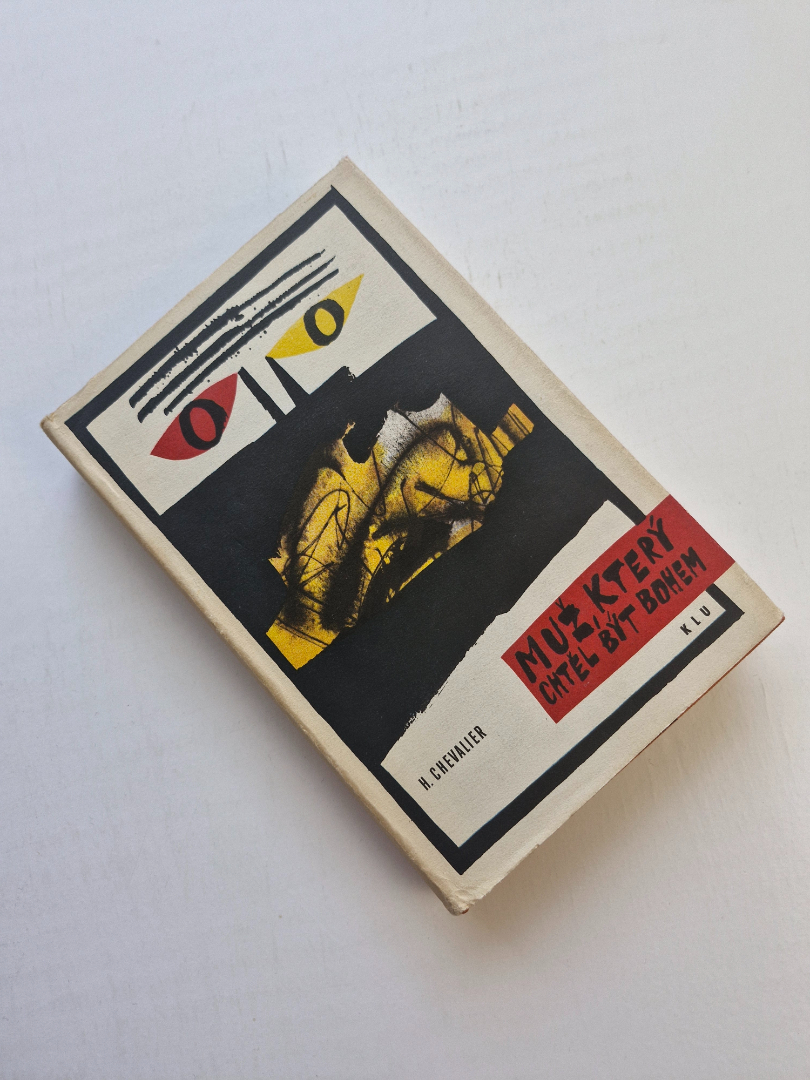 MUŽ, KTERÝ
CHTĚL BÝT BOHEM
KLU
H. CHEVALIER